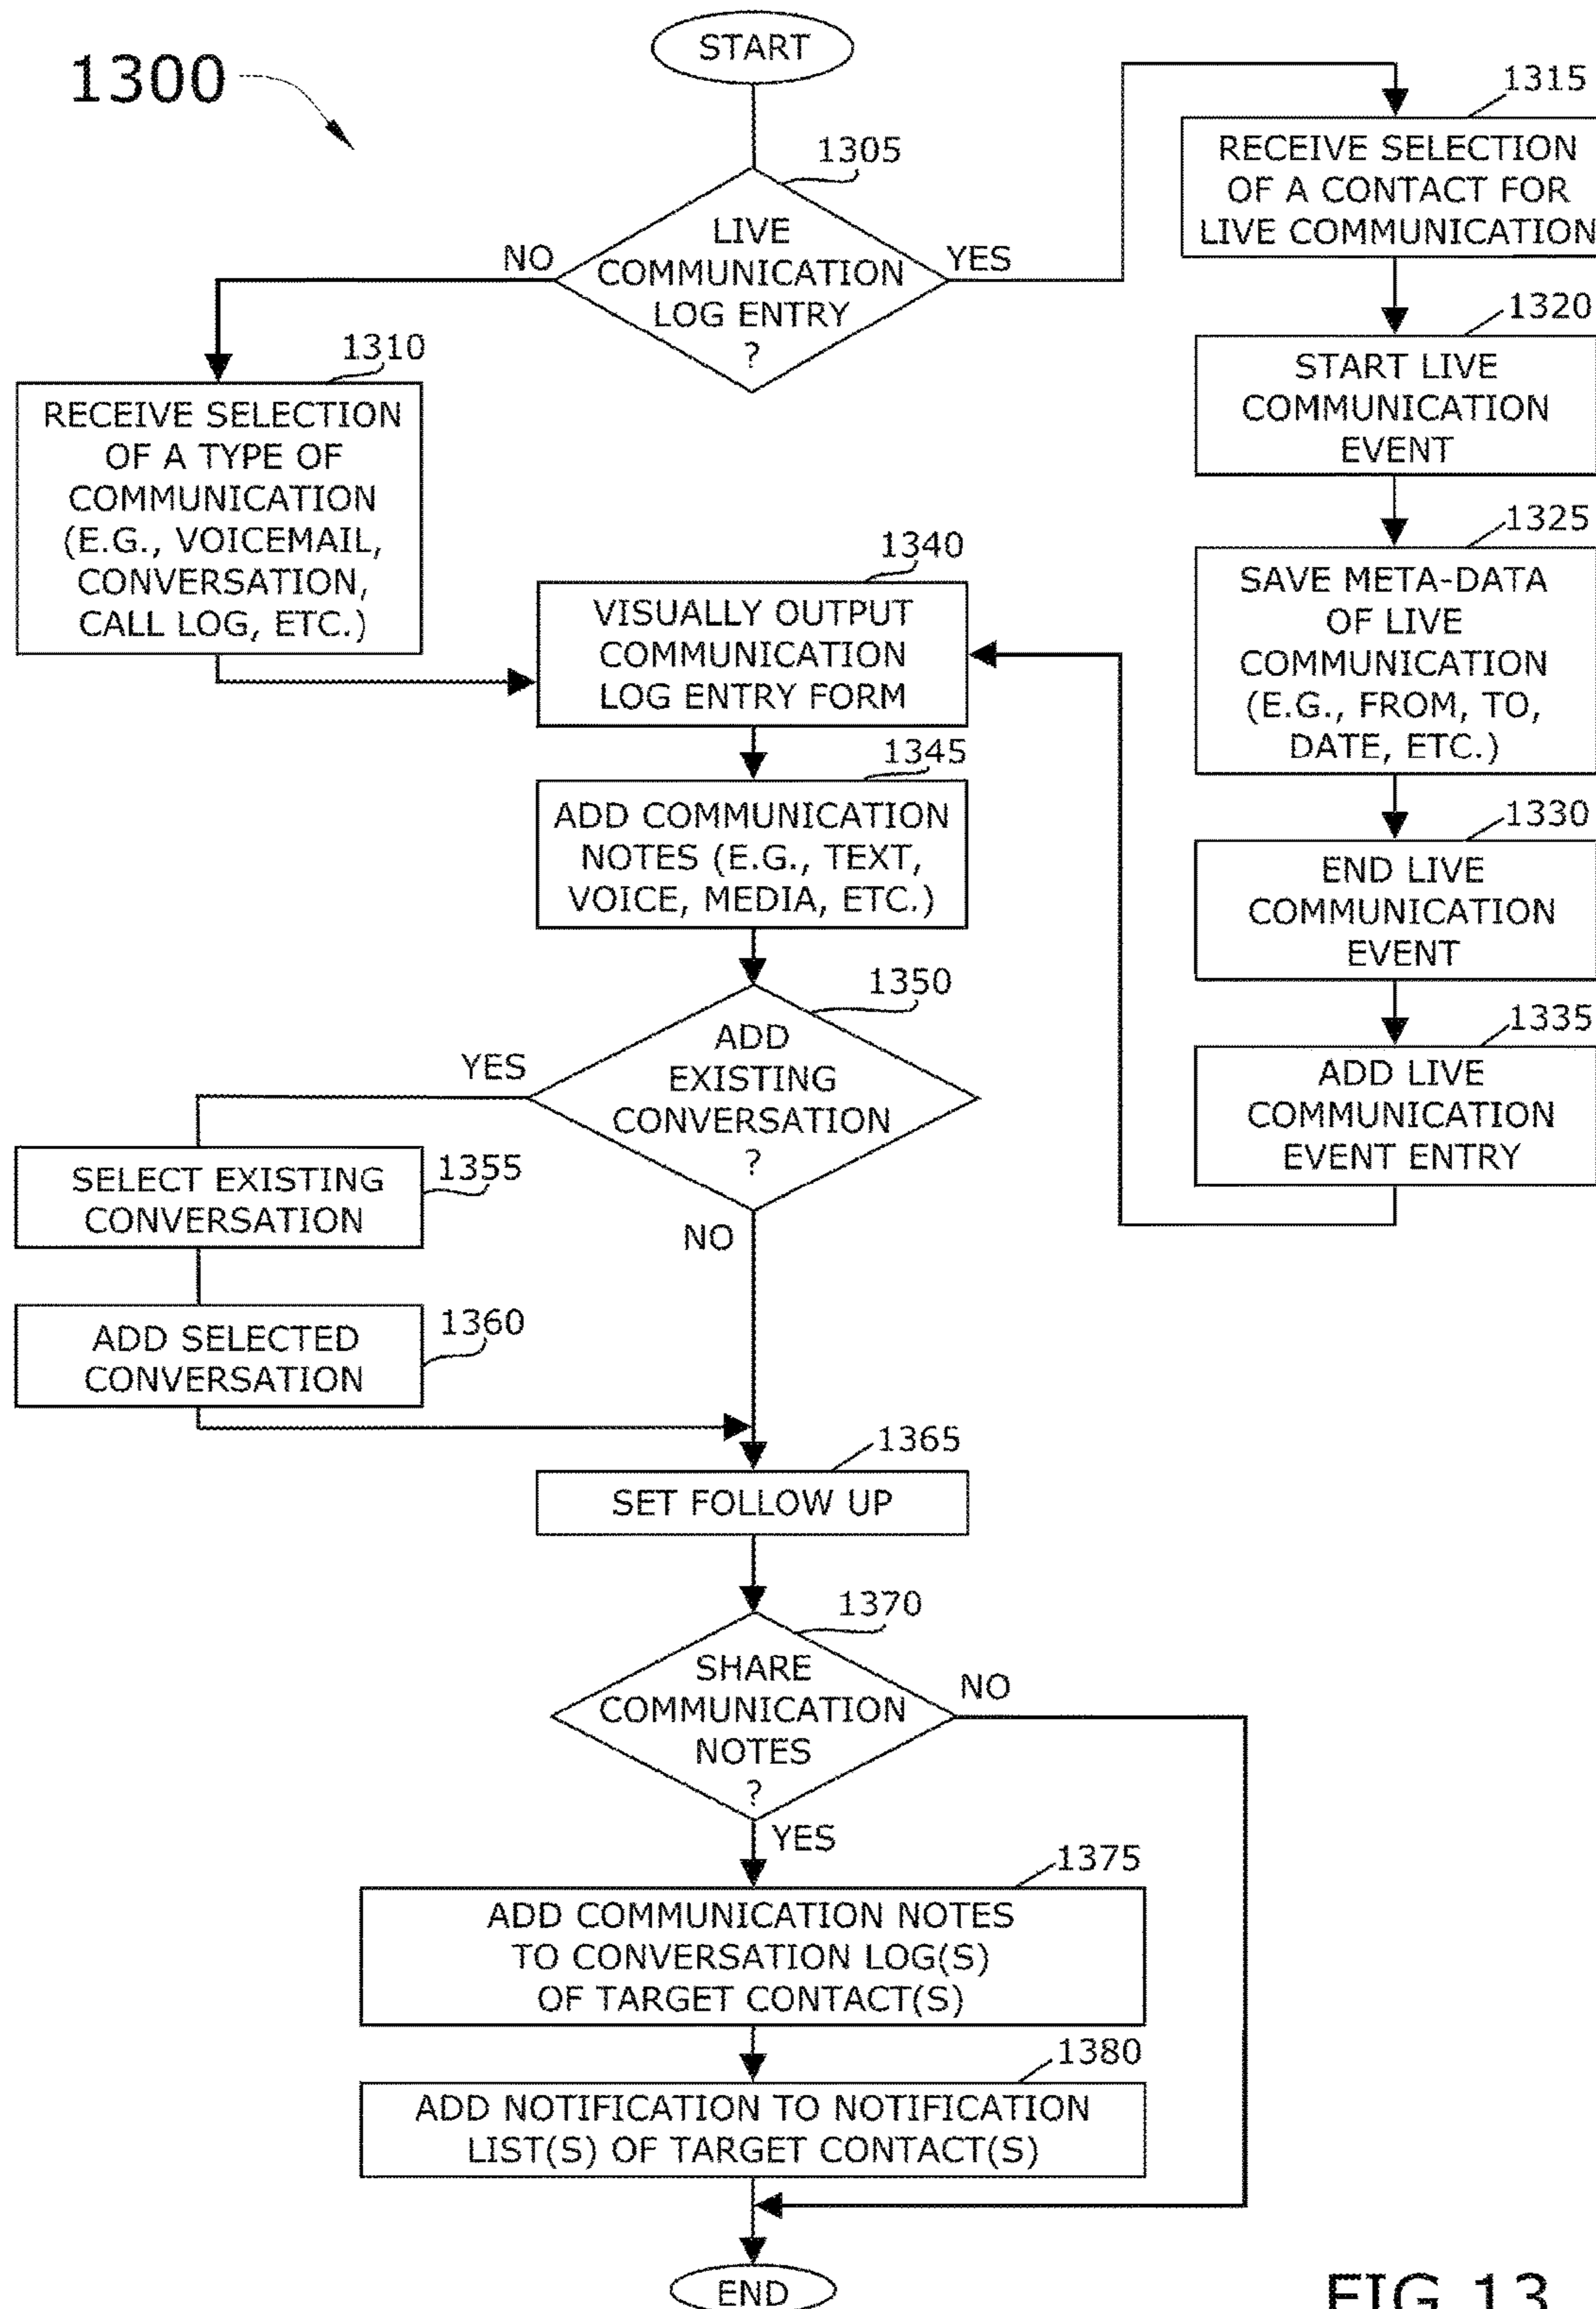 1300
START
1305
LIVE
COMMUNICATION
LOG ENTRY
?
NO
YES
1310
RECEIVE SELECTION
OF A TYPE OF
COMMUNICATION
(E.G., VOICEMAIL,
CONVERSATION,
CALL LOG, ETC.)
1315
RECEIVE SELECTION
OF A CONTACT FOR
LIVE COMMUNICATION
1320
START LIVE
COMMUNICATION
EVENT
1325
SAVE META-DATA
OF LIVE
COMMUNICATION
(E.G., FROM, TO,
DATE, ETC.)
1330
END LIVE
COMMUNICATION
EVENT
1335
ADD LIVE
COMMUNICATION
EVENT ENTRY
1340
VISUALLY OUTPUT
COMMUNICATION
LOG ENTRY FORM
1345
ADD COMMUNICATION
NOTES (E.G., TEXT,
VOICE, MEDIA, ETC.)
1350
ADD
EXISTING
CONVERSATION
?
YES
NO
1355
SELECT EXISTING
CONVERSATION
1360
ADD SELECTED
CONVERSATION
1365
SET FOLLOW UP
1370
SHARE
COMMUNICATION
NOTES
?
NO
YES
1375
ADD COMMUNICATION NOTES
TO CONVERSATION LOG(S)
OF TARGET CONTACT(S)
1380
ADD NOTIFICATION TO NOTIFICATION
LIST(S) OF TARGET CONTACT(S)
END
FIG 13